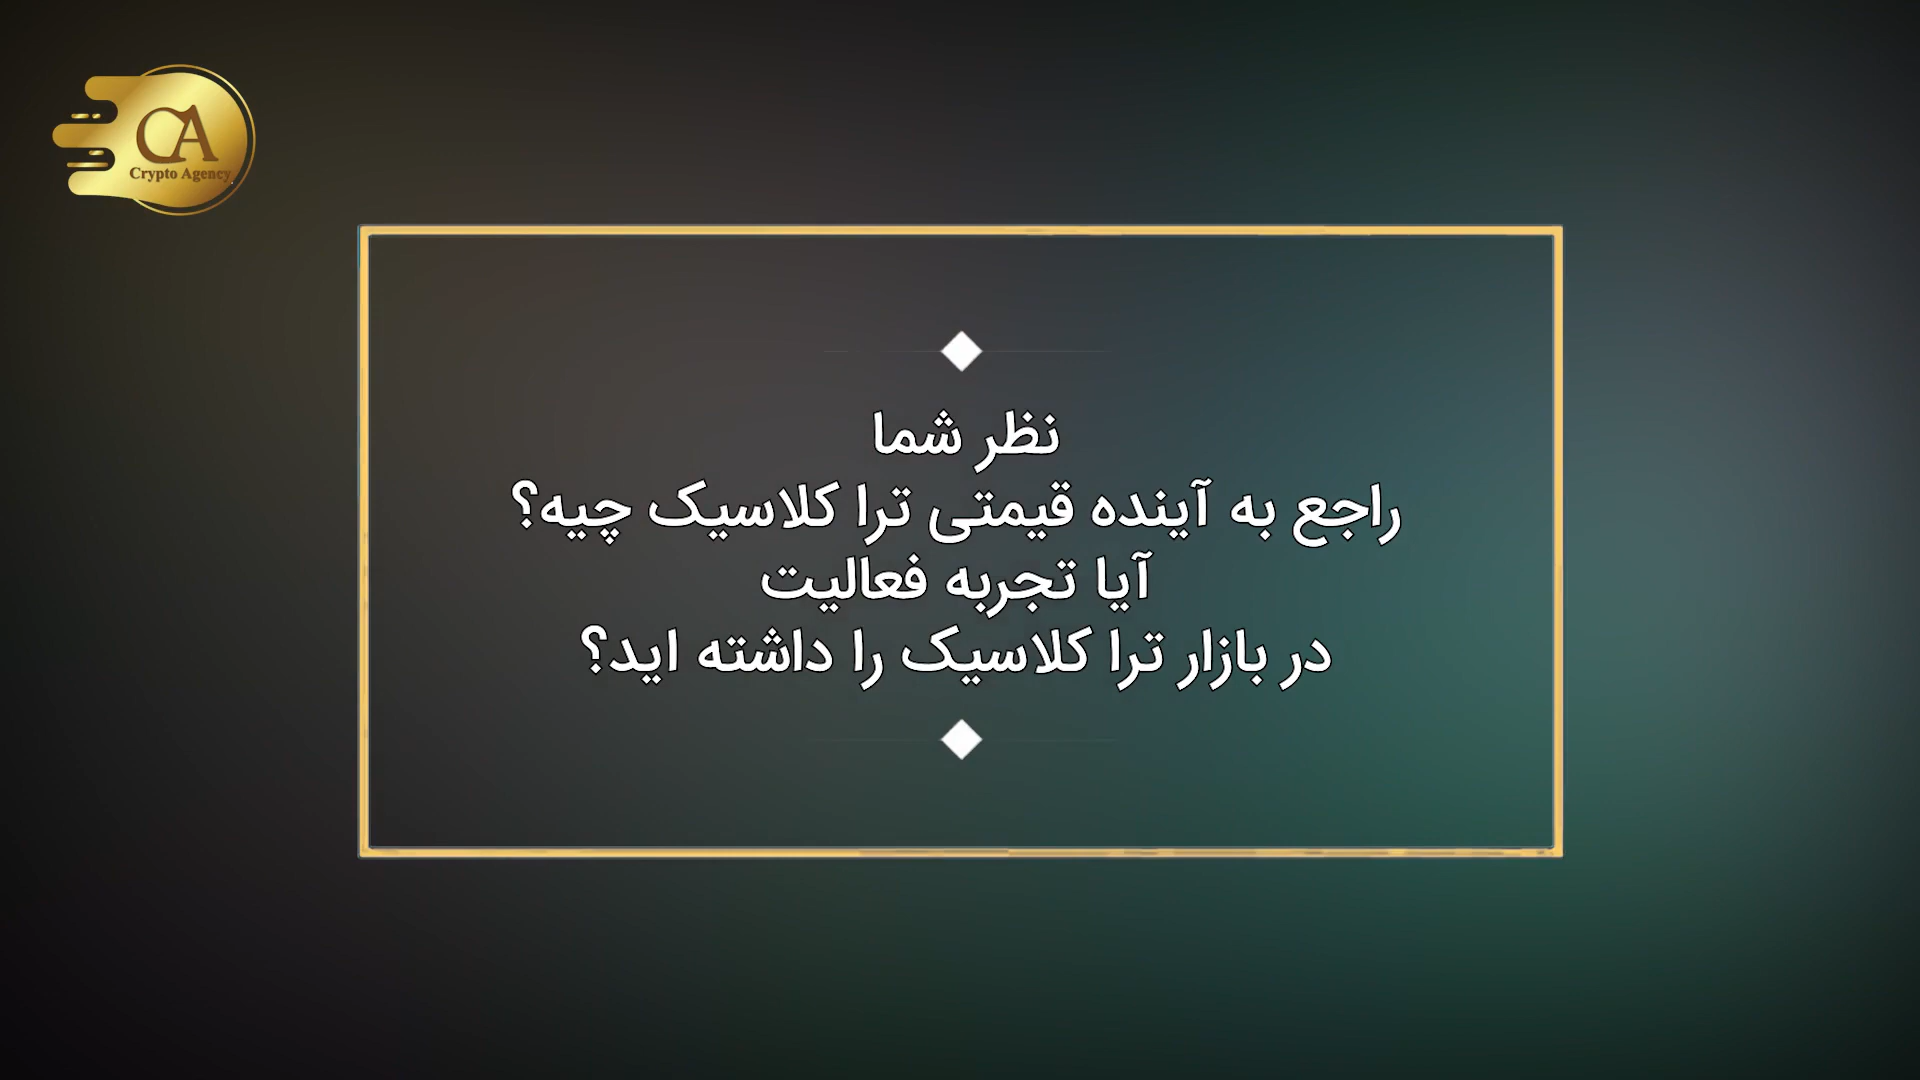 CA
Crypto Agency
نظر شما
راجع به آینده قیمتی ترا کلاسیک چیه؟
آیا تجربه فعالیت
در بازار ترا کلاسیک را داشته اید؟